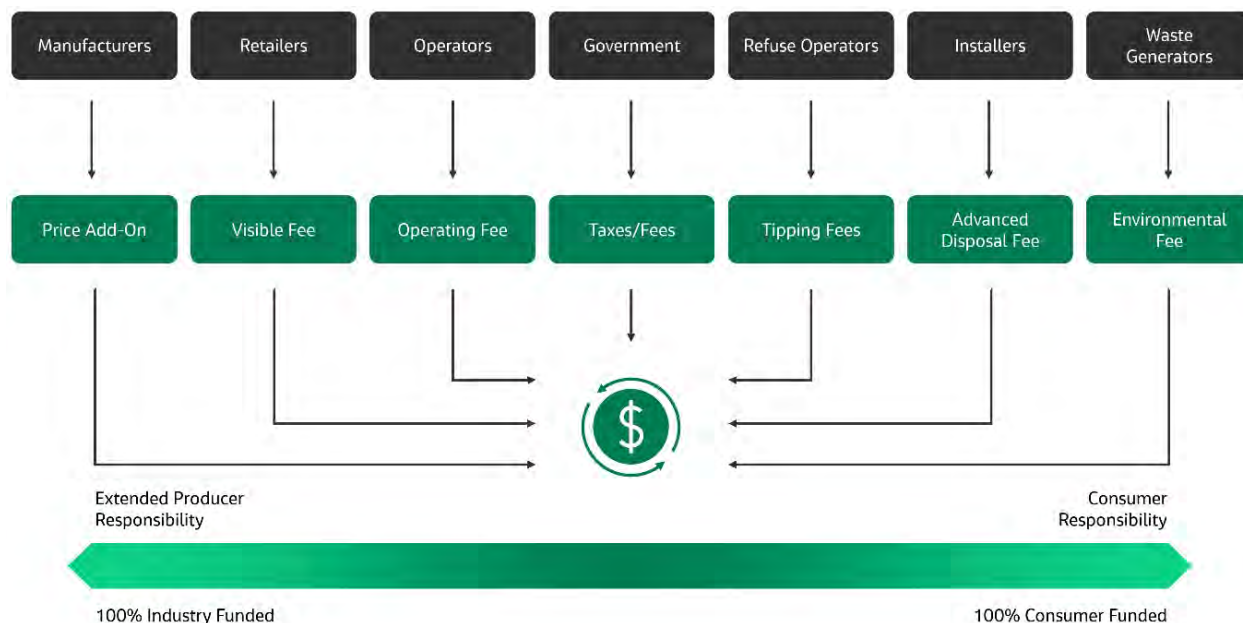 Manufacturers
Retailers
Operators
Government
Refuse Operators
Installers
Waste
Generators
Price Add-On
Visible Fee
Operating Fee
Taxes/Fees
Tipping Fees
Advanced
Disposal Fee
Environmental
Fee
$
Extended Producer
Responsibility
Consumer
Responsibility
100% Industry Funded
100% Consumer Funded